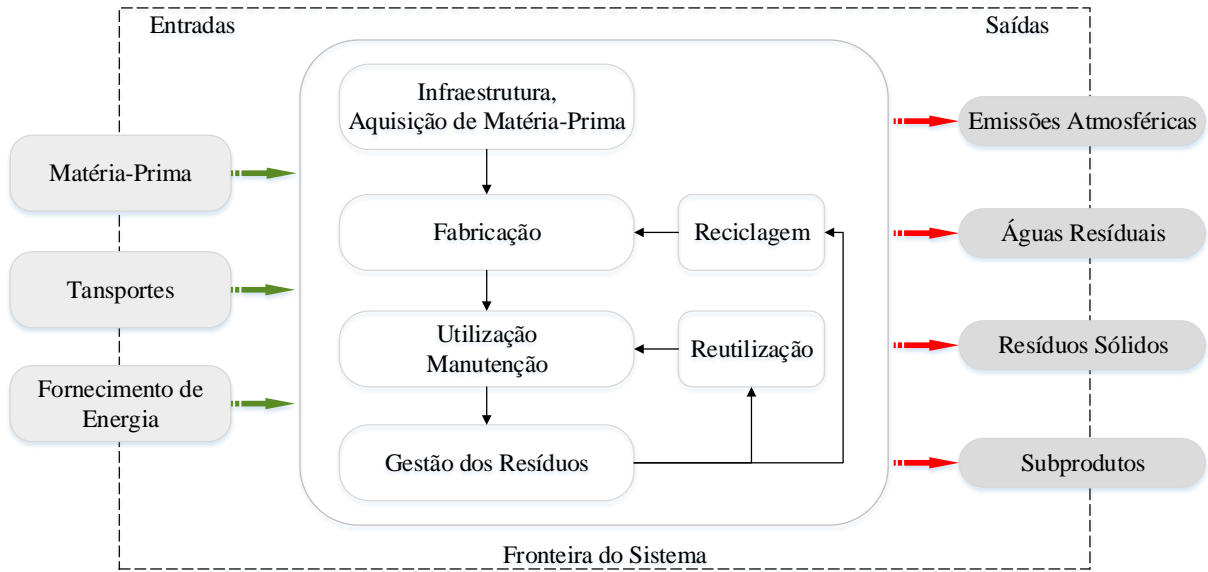 Entradas
Saídas
Infraestrutura,
Aquisição de Matéria-Prima
Emissões Atmosféricas
Matéria-Prima
Fabricação
Reciclagem
Águas Resíduais
Tansportes
Utilização
Manutenção
Reutilização
Resíduos Sólidos
Fornecimento de
Energia
Gestão dos Resíduos
Subprodutos
Fronteira do Sistema